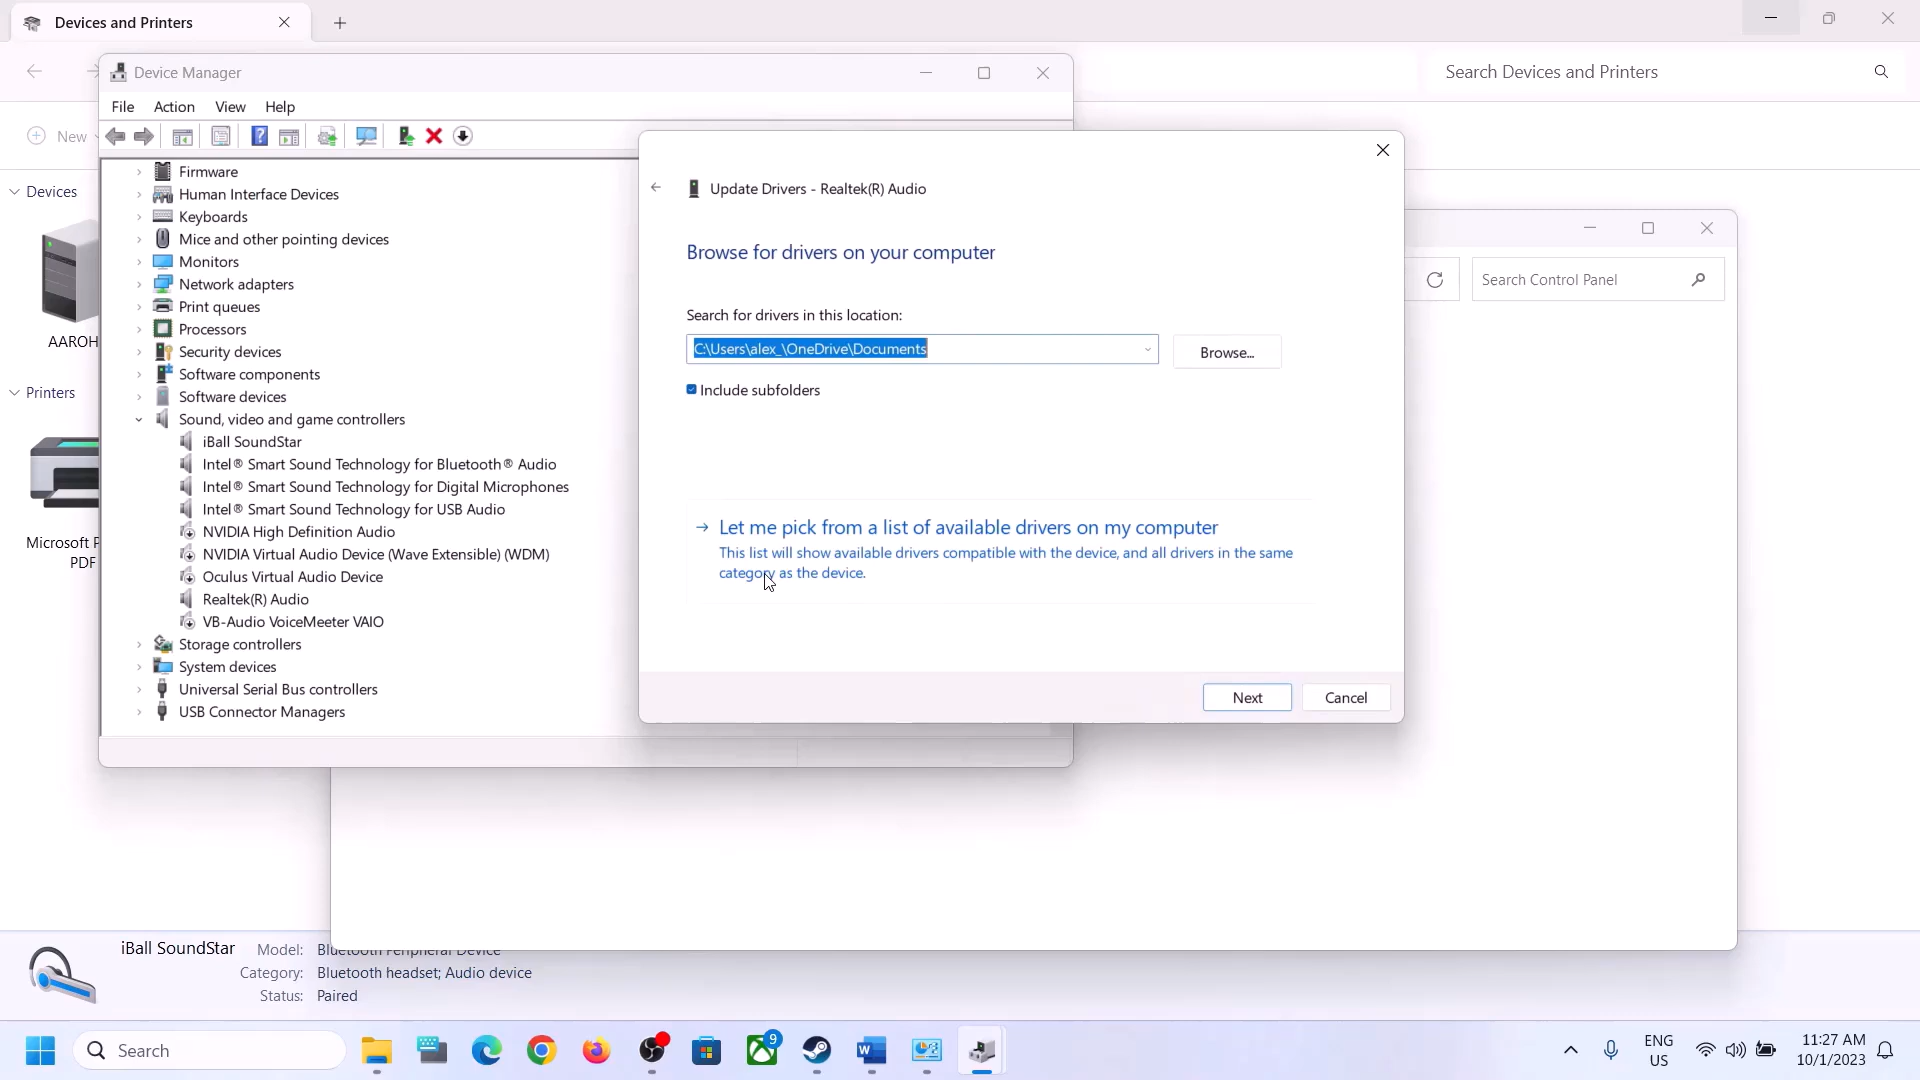 Devices and Printers
Device Manager
Search Devices and Printers
File Action View Help
New
Update Drivers - Realtek(R) Audio
Browse for drivers on your computer
Search for drivers in this location:
C:\Users\alex_\OneDrive\Documents
Browse...
Include subfolders
Let me pick from a list of available drivers on my computer
This list will show available drivers compatible with the device, and all drivers in the same
category as the device.
Next
Cancel
Search Control Panel
Devices
AAROH
Printers
Microsoft P
PDF
Firmware
Human Interface Devices
Keyboards
Mice and other pointing devices
Monitors
Network adapters
Print queues
Processors
Security devices
Software components
Software devices
Sound, video and game controllers
iBall SoundStar
Intel® Smart Sound Technology for Bluetooth® Audio
Intel® Smart Sound Technology for Digital Microphones
Intel® Smart Sound Technology for USB Audio
NVIDIA High Definition Audio
NVIDIA Virtual Audio Device (Wave Extensible) (WDM)
Oculus Virtual Audio Device
Realtek(R) Audio
VB-Audio VoiceMeeter VAIO
Storage controllers
System devices
Universal Serial Bus controllers
USB Connector Managers
iBall SoundStar
Model: Bluetooth Peripheral Device
Category: Bluetooth headset; Audio device
Status: Paired
Search
9
ENG
US
11:27 AM
10/1/2023